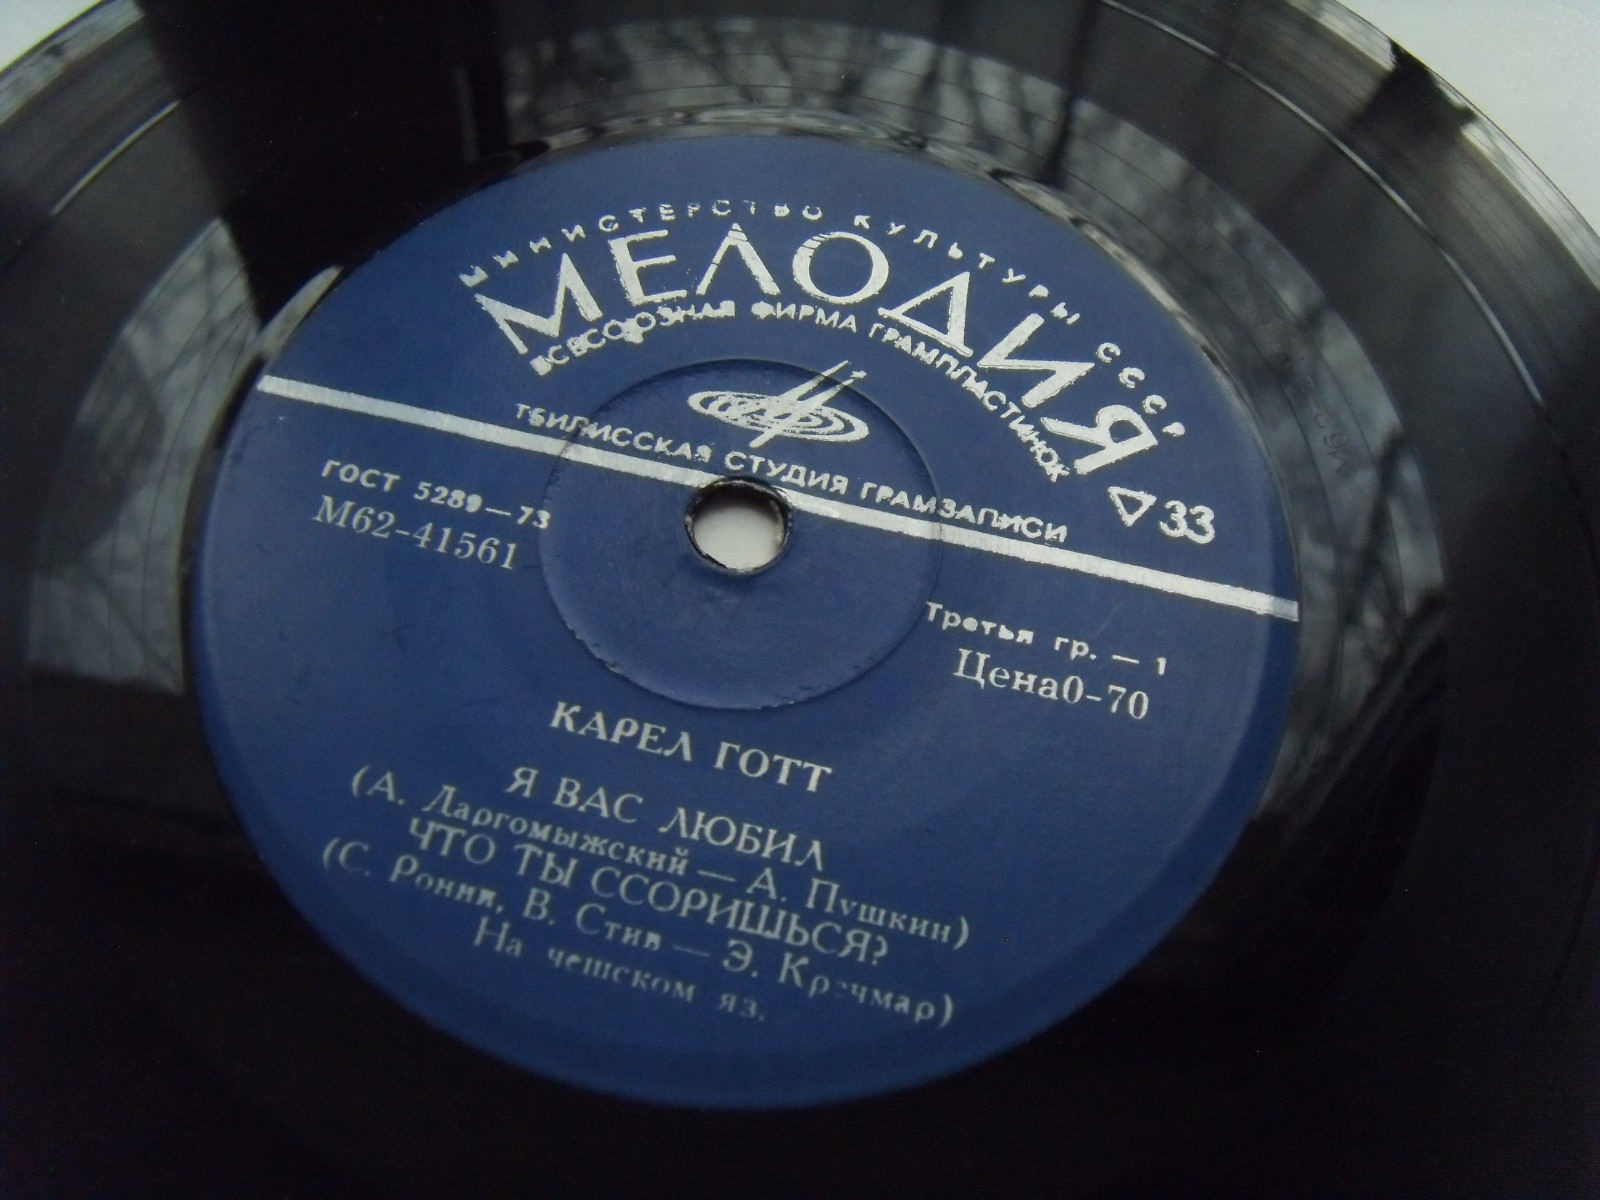 МИНИСТЕРСТВО КУЛЬТУРЫ СССР
МЕЛОДИЯ
ВСЕСОЮЗНАЯ ФИРМА ГРАМПЛАСТИНОК
ТБИЛИССКАЯ СТУДИЯ ГРАМЗАПИСИ
33
ГОСТ 5289—73
М62-41561
Третья гр. — 1
Цена0-70
КАРЕЛ ГОТТ
Я ВАС ЛЮБИЛ
(А. Даргомыжский — А. Пушкин)
ЧТО ТЫ ССОРИШЬСЯ?
(С. Ронни, В. Стив — Э. Кречмар)
На чешском яз.